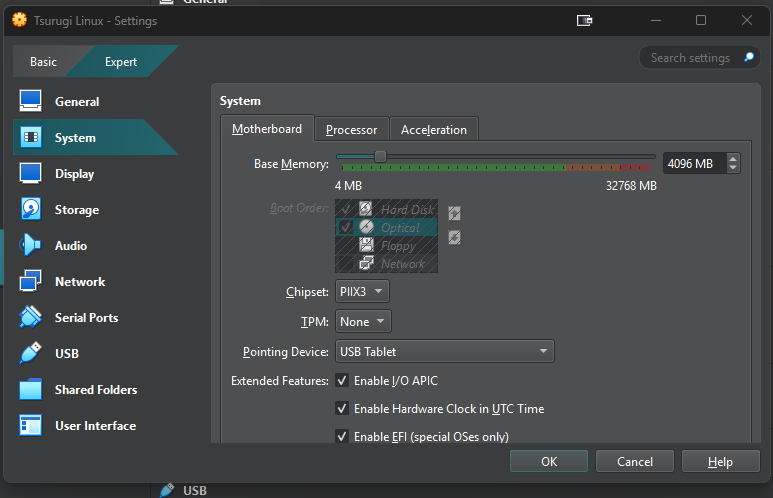 General
Tsurugi Linux - Settings
Basic
Expert
Search settings
General
System
Display
Storage
Audio
Network
Serial Ports
USB
Shared Folders
User Interface
System
Motherboard
Processor
Acceleration
Base Memory:
4096 MB
4 MB
32768 MB
Boot Order:
Hard Disk
Optical
Floppy
Network
Chipset:
PIIX3
TPM:
None
Pointing Device:
USB Tablet
Extended Features:
Enable I/O APIC
Enable Hardware Clock in UTC Time
Enable EFI (special OSes only)
OK
Cancel
Help
USB